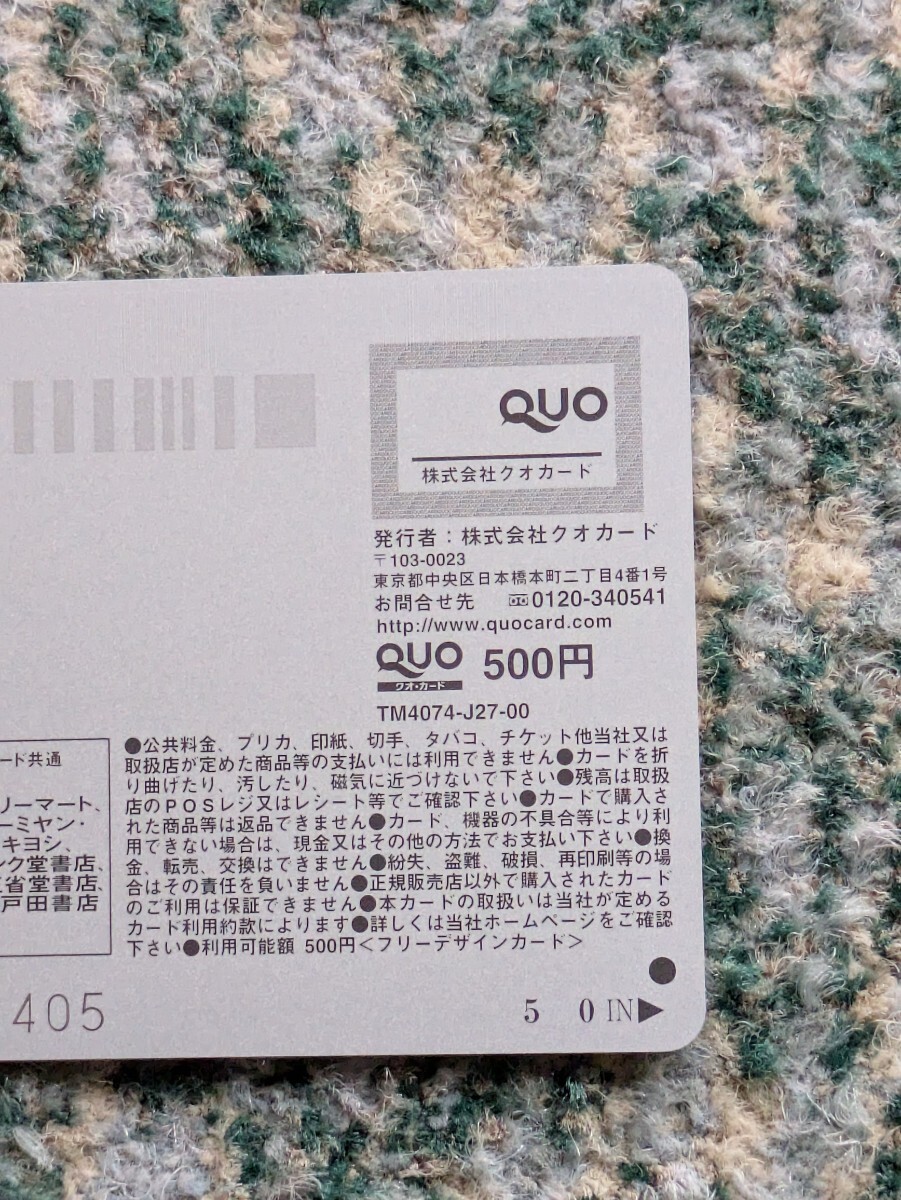 QUO
株式会社クオカード
発行者：株式会社クオカード
〒103-0023
東京都中央区日本橋本町二丁目4番1号
お問合せ先 0120-340541
http://www.quocard.com
QUO 500円
クオ・カード
TM4074-J27-00
ード共通
リーマート、
ーミヤン・
キヨシ、
ンク堂書店、
省堂書店、
戸田書店
●公共料金、プリカ、印紙、切手、タバコ、チケット他当社又は
取扱店が定めた商品等の支払いには利用できません●カードを折
り曲げたり、汚したり、磁気に近づけないで下さい●残高は取扱
店のPOSレジ又はレシート等でご確認下さい●カードで購入さ
れた商品等は返品できません●カード、機器の不具合等により利
用できない場合は、現金又はその他の方法でお支払い下さい●換
金、転売、交換はできません●紛失、盗難、破損、再印刷等の場
合はその責任を負いません●正規販売店以外で購入されたカード
のご利用は保証できません●本カードの取扱いは当社が定める
カード利用約款によります●詳しくは当社ホームページをご確認
下さい●利用可能額 500円＜フリーデザインカード＞
405
5 0 IN▶